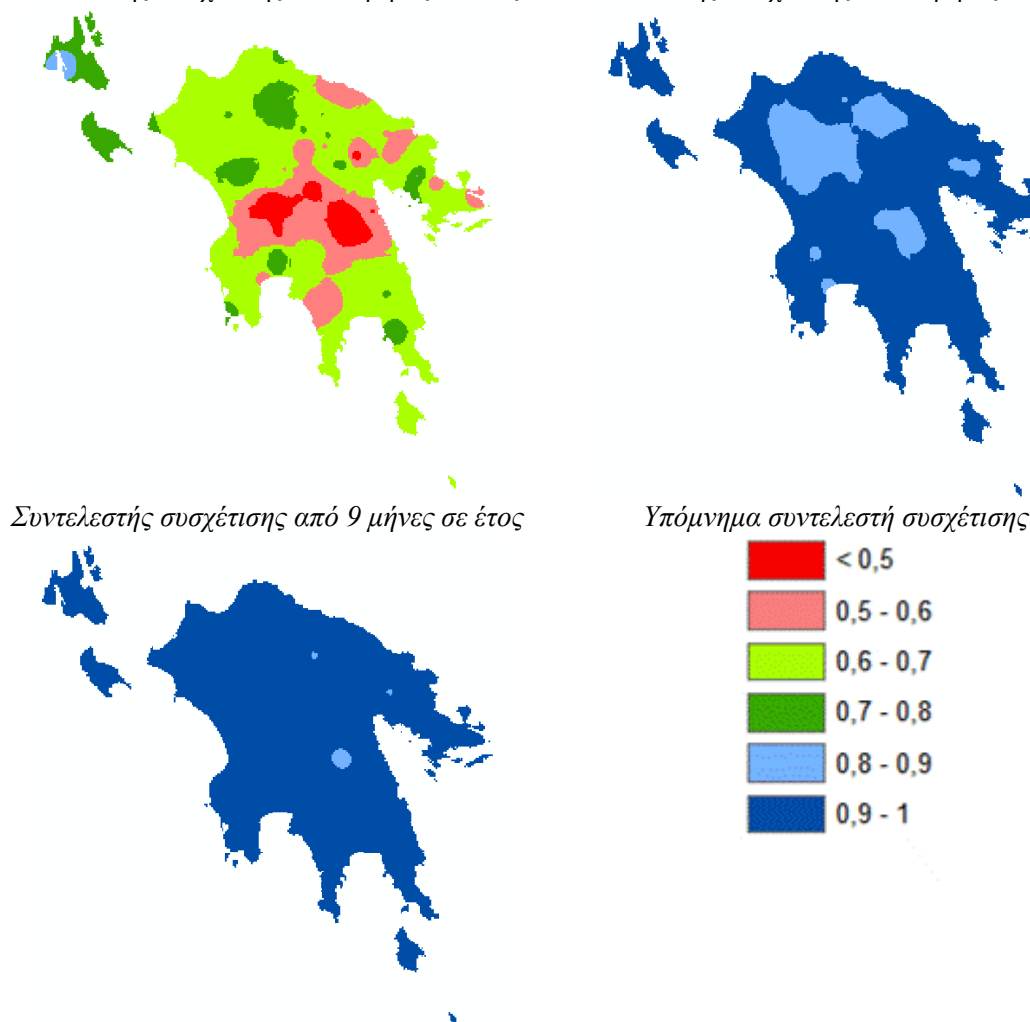 Συντελεστής συσχέτισης από 9 μήνες σε έτος
Υπόμνημα συντελεστή συσχέτισης
< 0,5
0,5 - 0,6
0,6 - 0,7
0,7 - 0,8
0,8 - 0,9
0,9 - 1